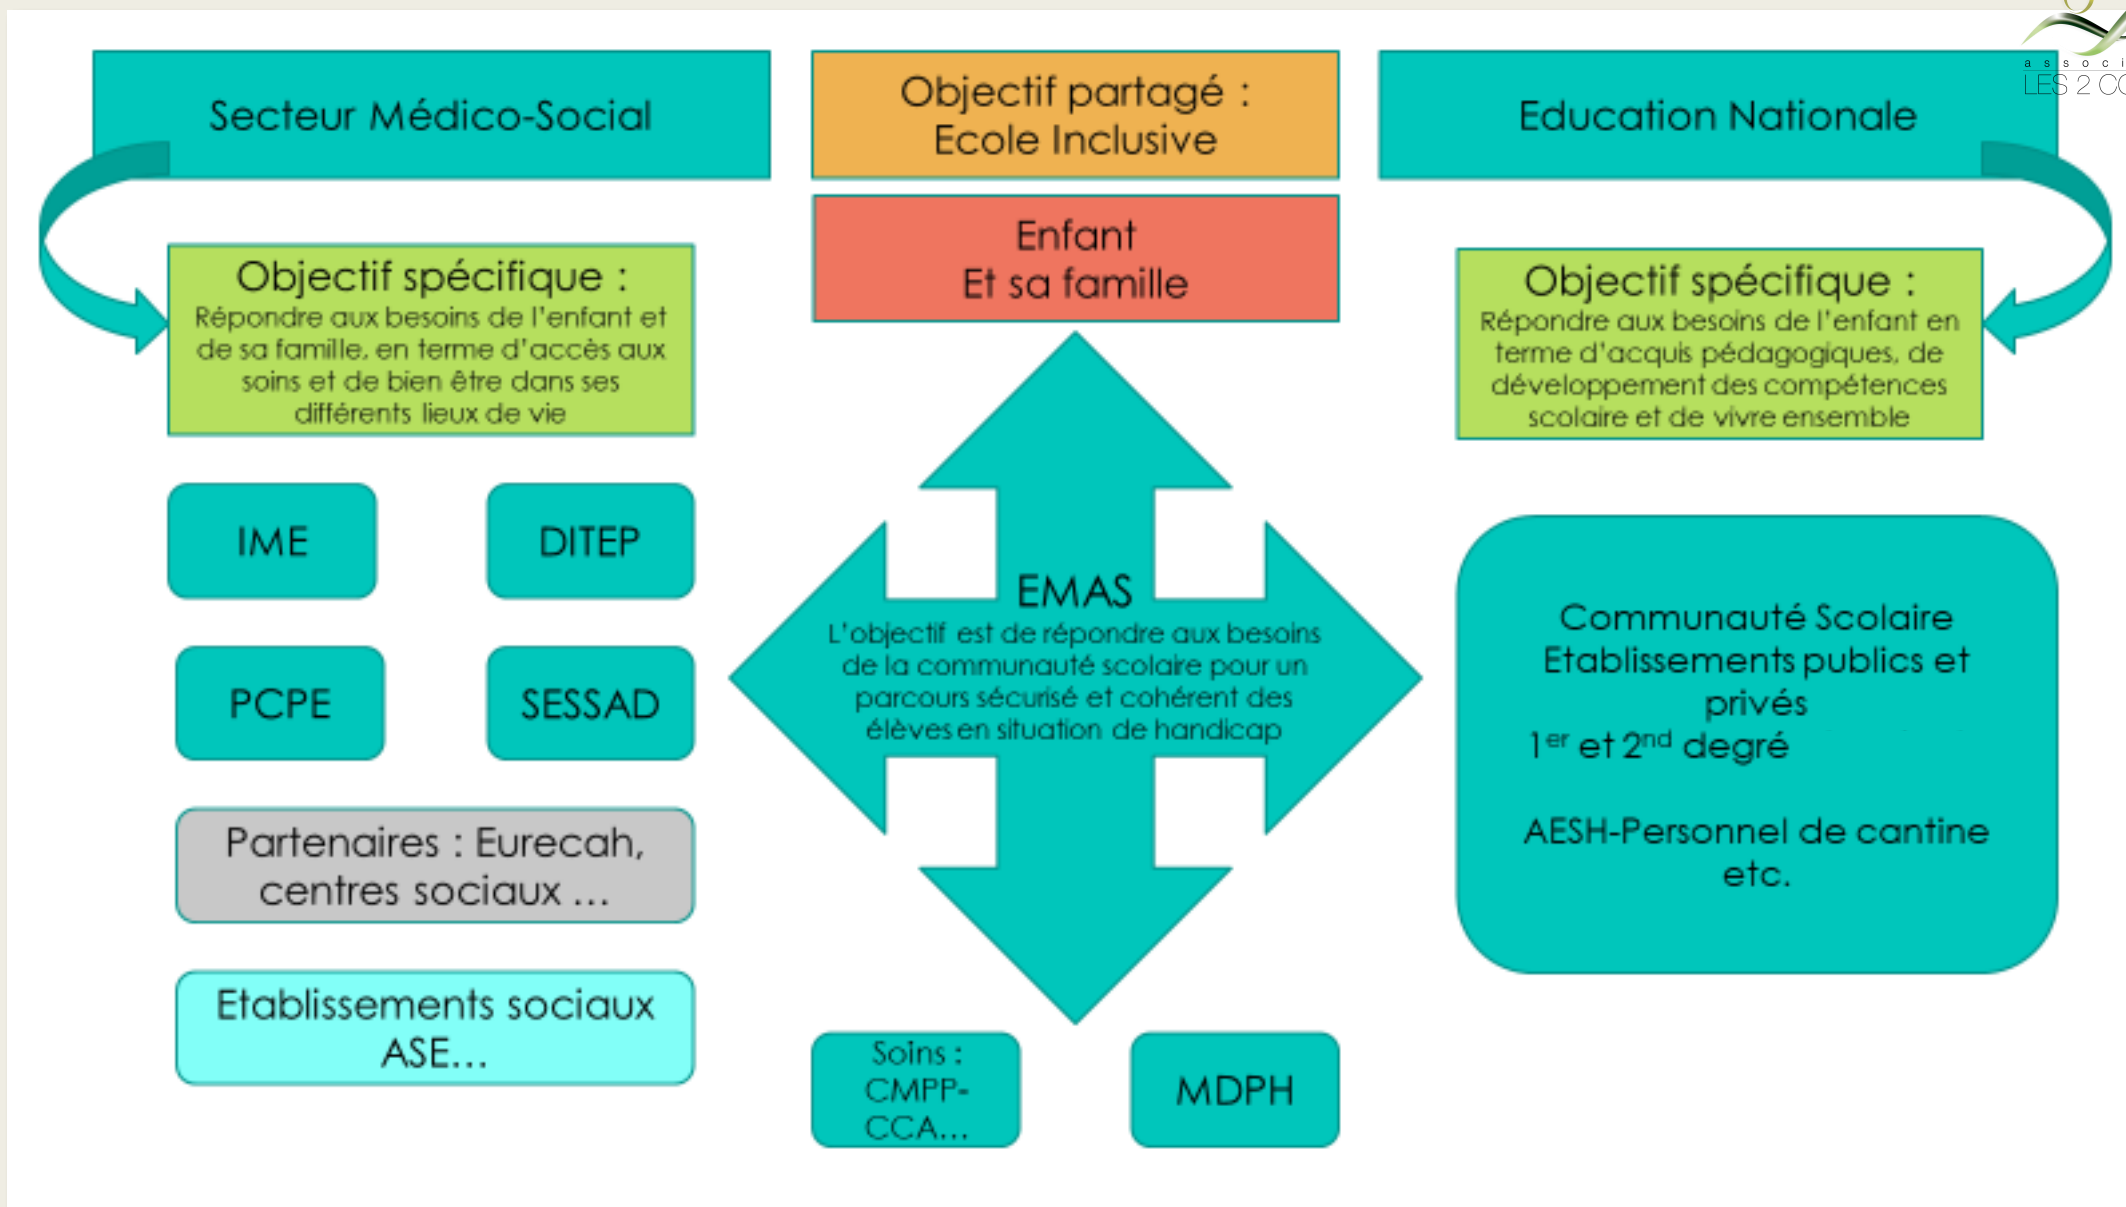 Secteur Médico-Social
Objectif partagé :
Ecole Inclusive
Education Nationale
associ
LES 2 CO
Enfant
Et sa famille
Objectif spécifique :
Répondre aux besoins de l'enfant et
de sa famille, en terme d'accès aux
soins et de bien être dans ses
différents lieux de vie
Objectif spécifique :
Répondre aux besoins de l'enfant en
terme d'acquis pédagogiques, de
développement des compétences
scolaire et de vivre ensemble
IME
DITEP
PCPE
SESSAD
Partenaires : Eurecah,
centres sociaux ...
Etablissements sociaux
ASE...
EMAS
L'objectif est de répondre aux besoins
de la communauté scolaire pour un
parcours sécurisé et cohérent des
élèves en situation de handicap
Communauté Scolaire
Etablissements publics et
privés
1er et 2nd degré
AESH-Personnel de cantine
etc.
Soins :
CMPP-
CCA...
MDPH